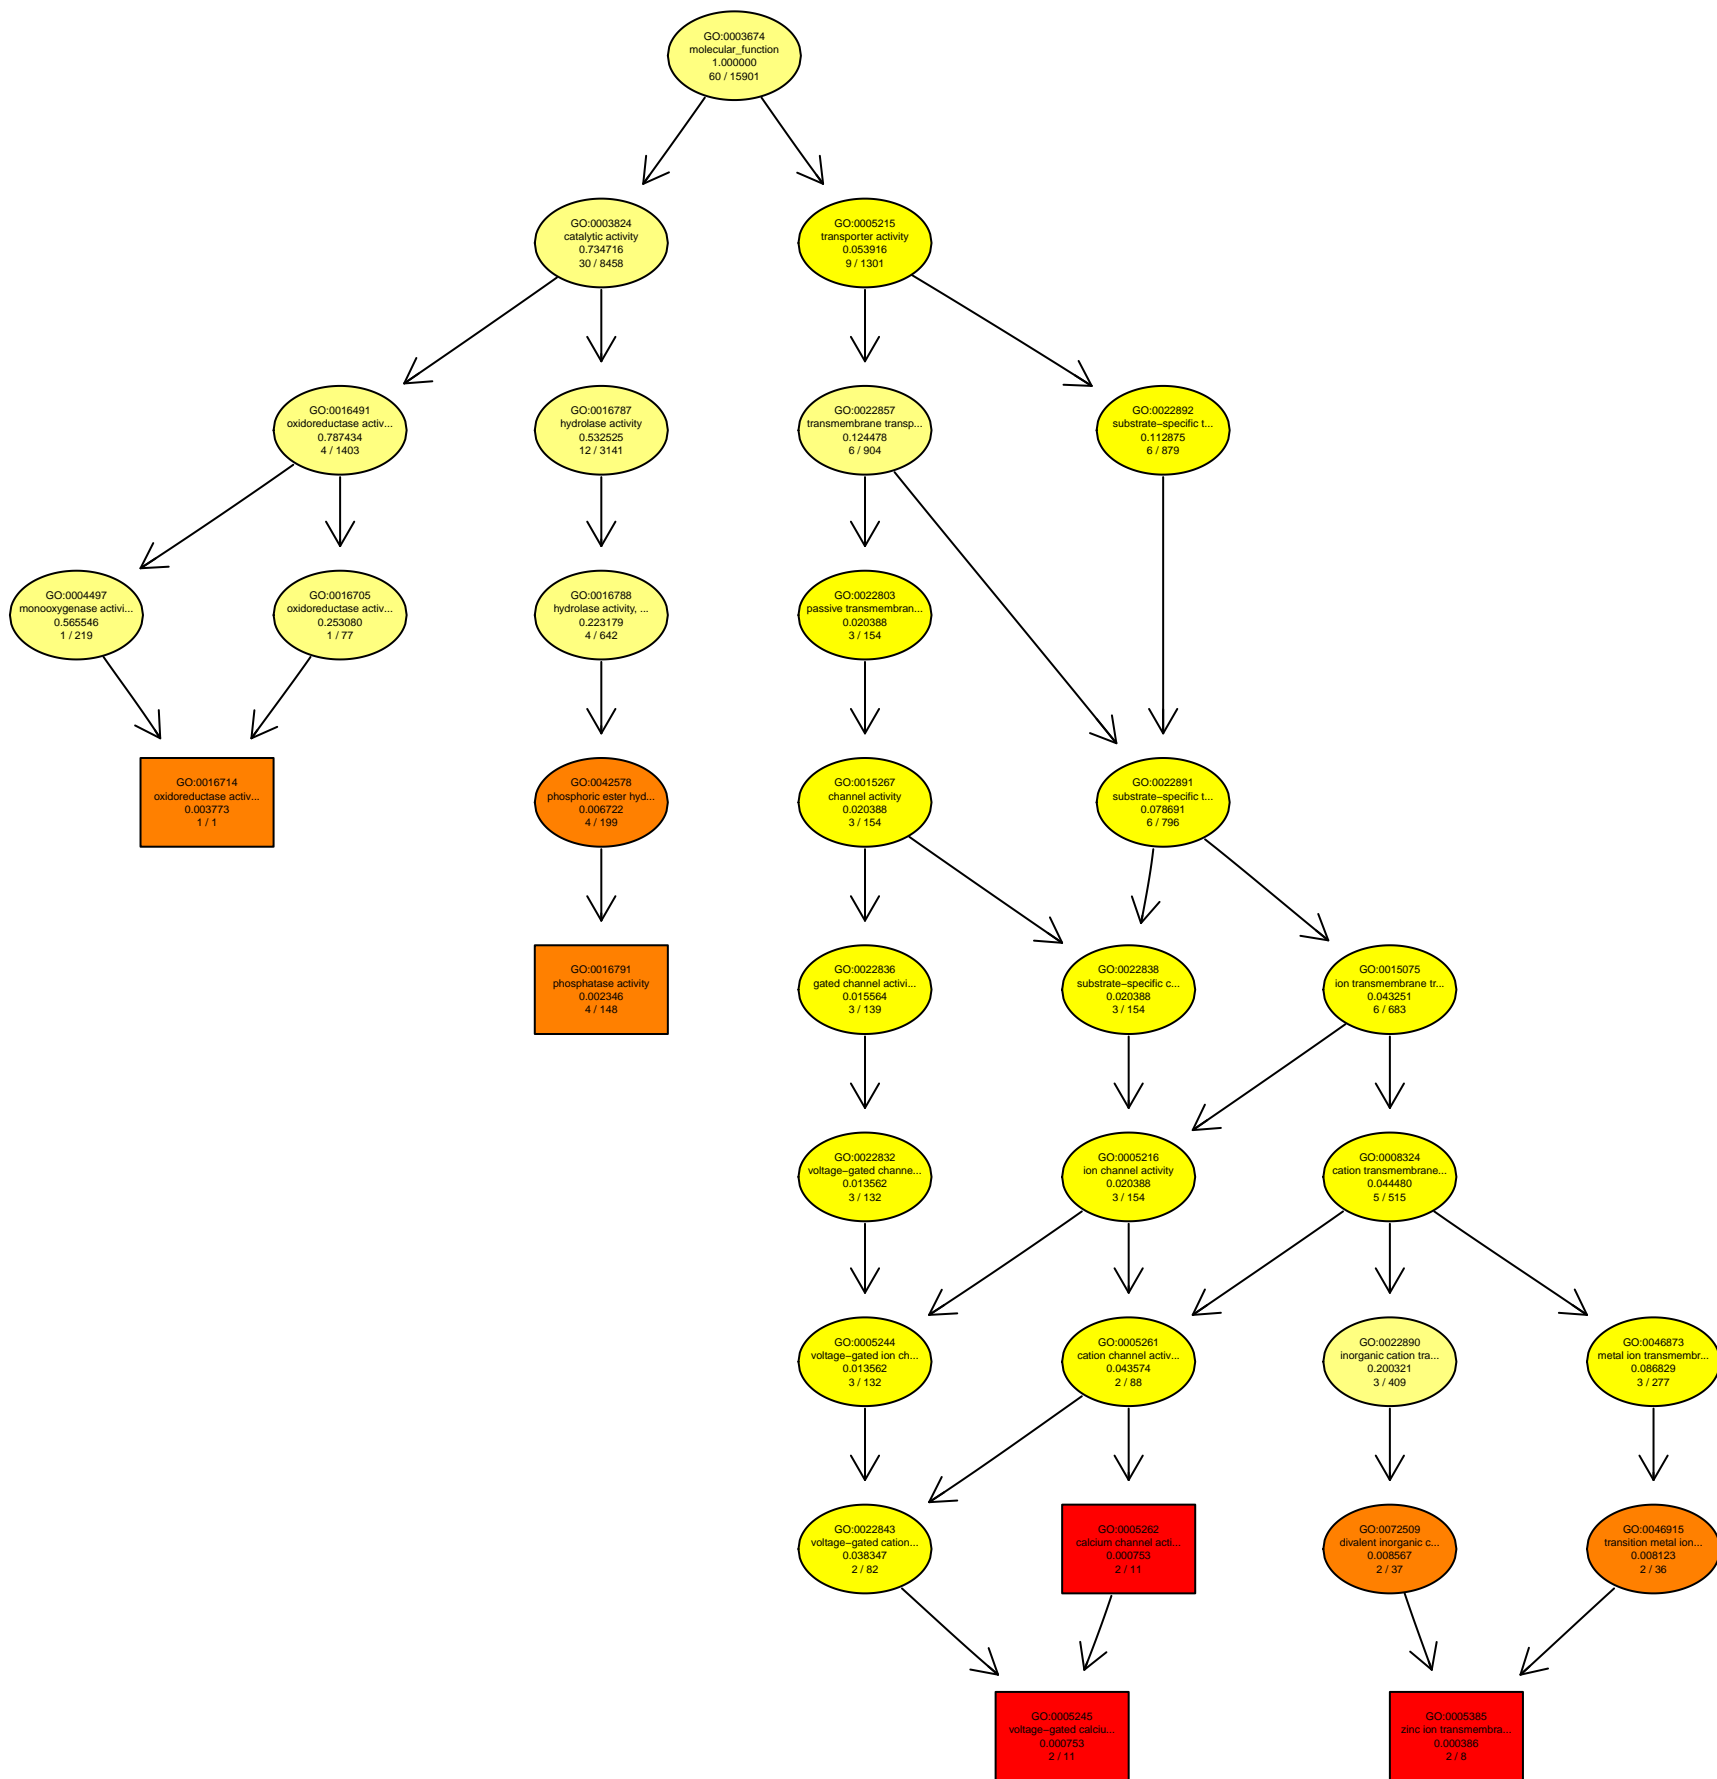 GO:0003674
molecular_function
1.000000
60 / 15901
GO:0003824
catalytic activity
0.734716
30 / 8458
GO:0005215
transporter activity
0.053916
9 / 1301
GO:0016491
oxidoreductase activ...
0.787434
4 / 1403
GO:0016787
hydrolase activity
0.532525
12 / 3141
GO:0022857
transmembrane transp...
0.124478
6 / 904
GO:0022892
substrate−specific t...
0.112875
6 / 879
GO:0004497
monooxygenase activi...
0.565546
1 / 219
GO:0016705
oxidoreductase activ...
0.253080
1 / 77
GO:0016788
hydrolase activity, ...
0.223179
4 / 642
GO:0022803
passive transmembran...
0.020388
3 / 154
GO:0016714
oxidoreductase activ...
0.003773
1 / 1
GO:0042578
phosphoric ester hyd...
0.006722
4 / 199
GO:0015267
channel activity
0.020388
3 / 154
GO:0022891
substrate−specific t...
0.078691
6 / 796
GO:0016791
phosphatase activity
0.002346
4 / 148
GO:0022836
gated channel activi...
0.015564
3 / 139
GO:0022838
substrate−specific c...
0.020388
3 / 154
GO:0015075
ion transmembrane tr...
0.043251
6 / 683
GO:0022832
voltage−gated channe...
0.013562
3 / 132
GO:0005216
ion channel activity
0.020388
3 / 154
GO:0008324
cation transmembrane...
0.044480
5 / 515
GO:0005244
voltage−gated ion ch...
0.013562
3 / 132
GO:0005261
cation channel activ...
0.043574
2 / 88
GO:0022890
inorganic cation tra...
0.200321
3 / 409
GO:0046873
metal ion transmembr...
0.086829
3 / 277
GO:0022843
voltage−gated cation...
0.038347
2 / 82
GO:0005262
calcium channel acti...
0.000753
2 / 11
GO:0072509
divalent inorganic c...
0.008567
2 / 37
GO:0046915
transition metal ion...
0.008123
2 / 36
GO:0005245
voltage−gated calciu...
0.000753
2 / 11
GO:0005385
zinc ion transmembra...
0.000386
2 / 8